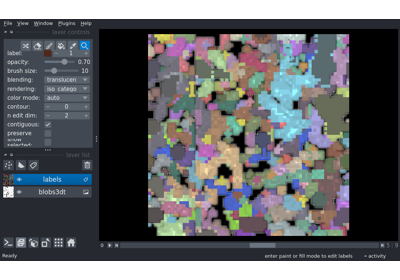 File View Window Plugins Help
layer controls
label: 1
opacity: 0.70
brush size: 10
blending: translucen
rendering: iso_catego
color mode: auto
contour: 0
n edit dim: 2
contiguous:
preserve
show
selected:
layer list
labels
blobs3dt
Ready
enter paint or fill mode to edit labels
activity